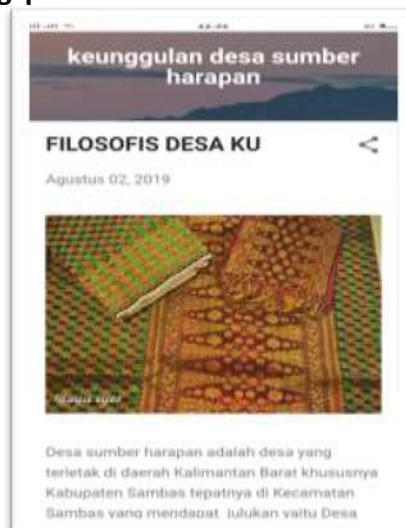 keunggulan desa sumber
harapan
FILOSOFIS DESA KU
Agustus 02, 2019
Desa sumber harapan adalah desa yang
terletak di daerah Kalimantan Barat khususnya
Kabupaten Sambas tepatnya di Kecamatan
Sambas yang mendapat julukan yaitu Desa